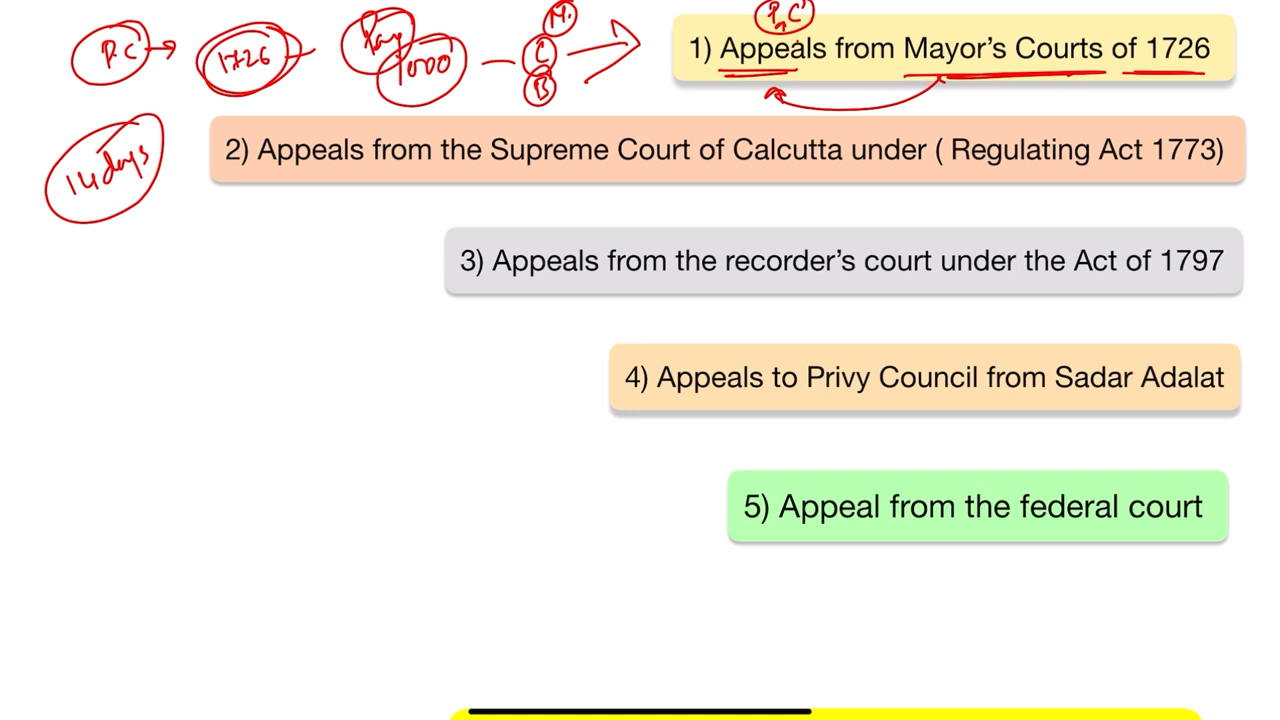 P.C → 1726 Pag 1000 M. C B
P.C
1) Appeals from Mayor's Courts of 1726
14 days
2) Appeals from the Supreme Court of Calcutta under ( Regulating Act 1773)
3) Appeals from the recorder's court under the Act of 1797
4) Appeals to Privy Council from Sadar Adalat
5) Appeal from the federal court